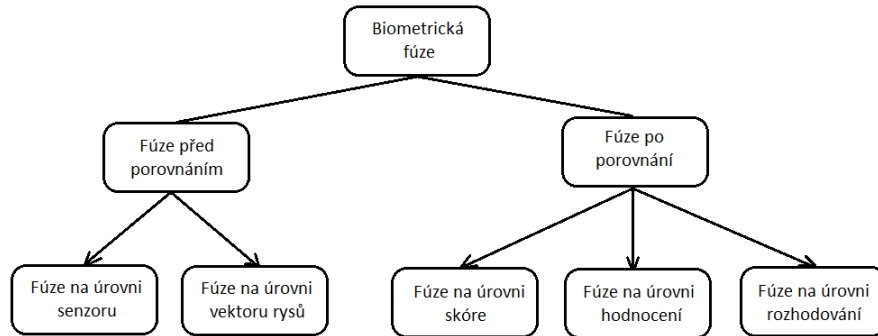 Biometrická
fúze
Fúze před
porovnáním
Fúze po
porovnání
Fúze na úrovni
senzoru
Fúze na úrovni
vektoru rysů
Fúze na úrovni
skóre
Fúze na úrovni
hodnocení
Fúze na úrovni
rozhodování